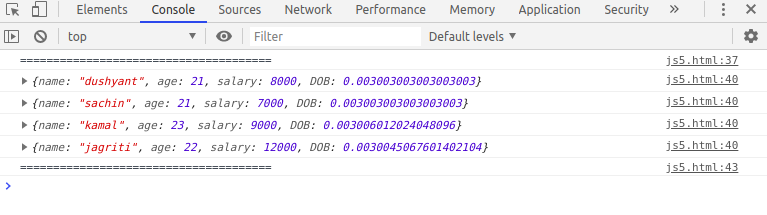 Elements Console Sources Network Performance Memory Application Security »
top Filter Default levels
====================================== js5.html:37
{name: "dushyant", age: 21, salary: 8000, DOB: 0.003003003003003003} js5.html:40
{name: "sachin", age: 21, salary: 7000, DOB: 0.003003003003003003} js5.html:40
{name: "kamal", age: 23, salary: 9000, DOB: 0.003006012024048096} js5.html:40
{name: "jagriti", age: 22, salary: 12000, DOB: 0.0030045067601402104} js5.html:40
====================================== js5.html:43